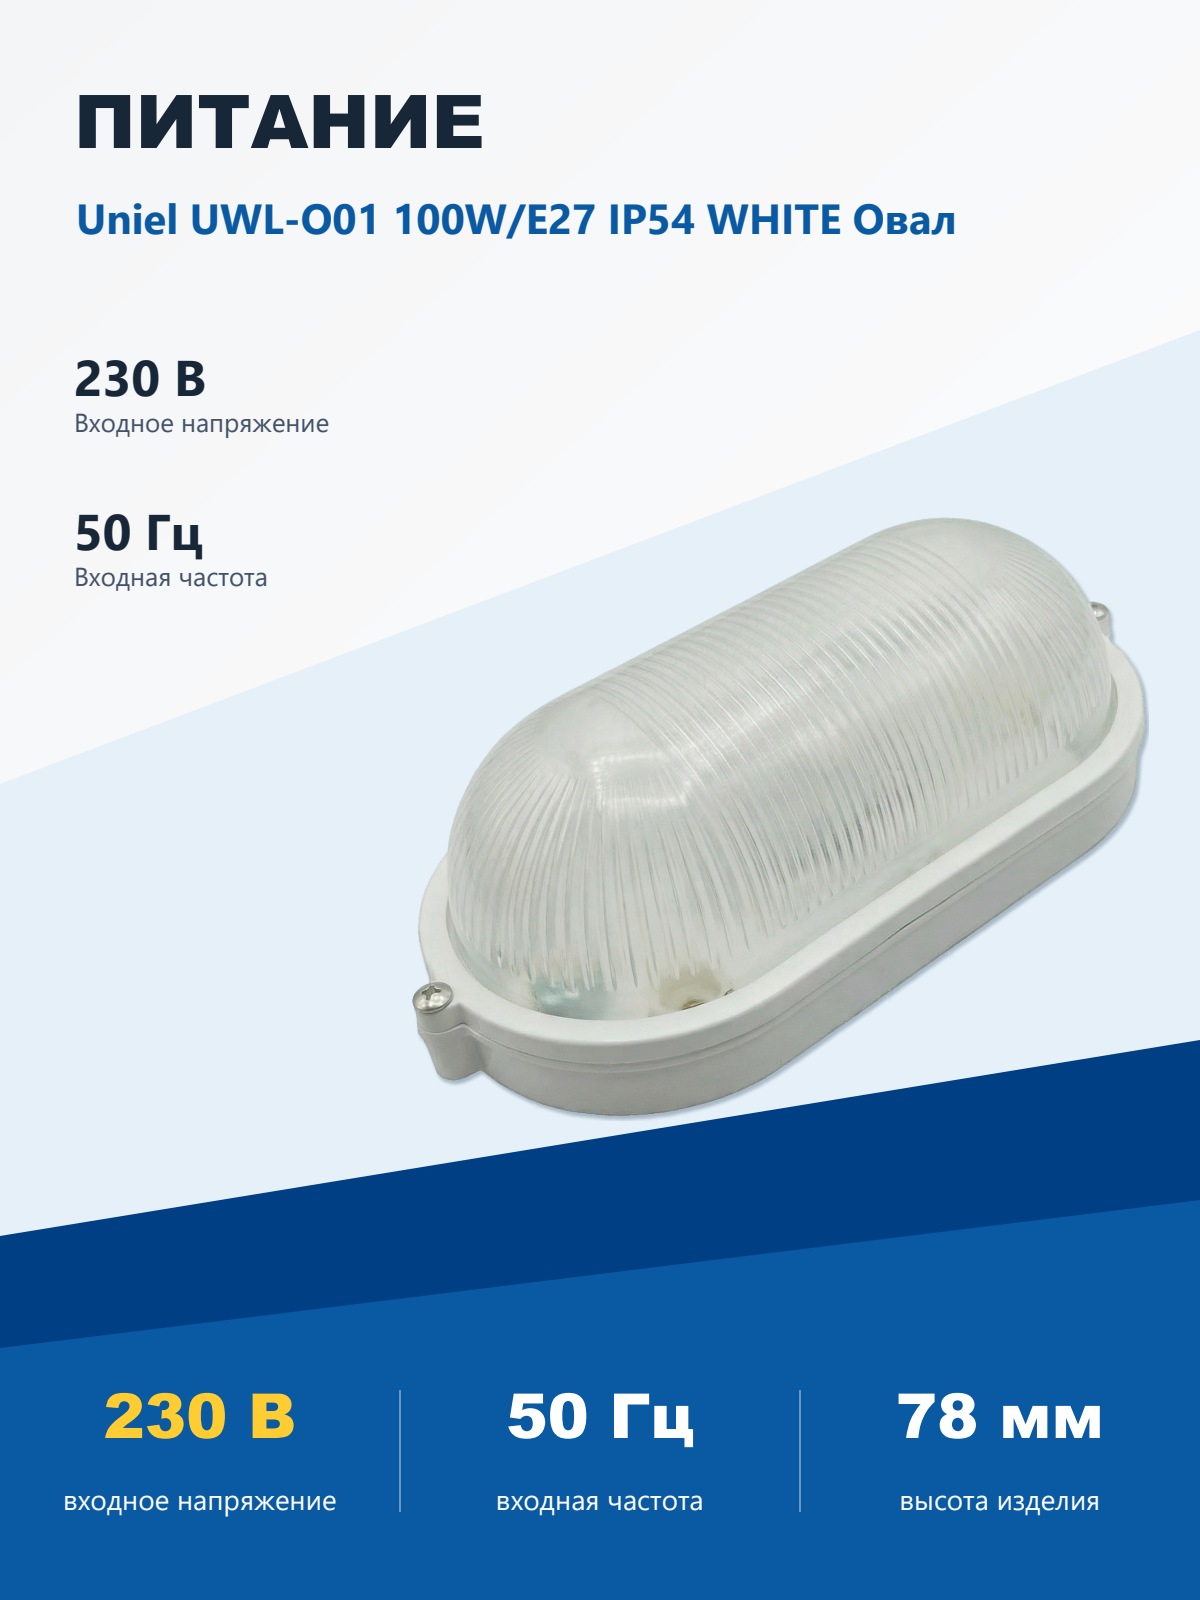 ПИТАНИЕ
Uniel UWL-O01 100W/E27 IP54 WHITE Овал
230 В
Входное напряжение
50 Гц
Входная частота
230 В
входное напряжение
50 Гц
входная частота
78 мм
высота изделия